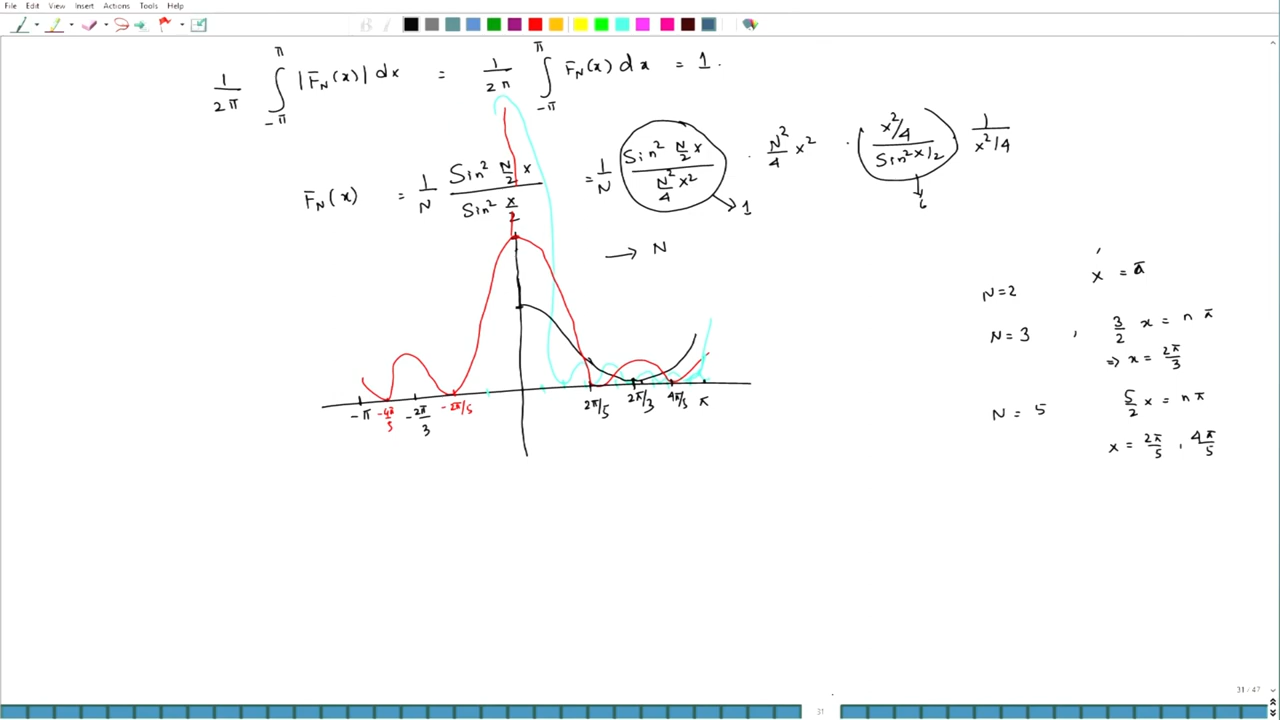 File Edit View Insert Actions Tools Help
1/2π ∫_{-π}^{π} |F_N(x)| dx = 1/2π ∫_{-π}^{π} F_N(x) dx = 1.
F_N(x) = 1/N (Sin² N/2 x)/(Sin² x/2) = 1/N (Sin² N/2 x)/(N²/4 x²) · N²/4 x² · (x²/4)/(Sin² x/2) · 1/(x²/4)
→ 1
→ N
N=2 x = π
N=3 , 3/2 x = n π
⇒ x = 2π/3
N = 5 5/2 x = n π
x = 2π/5 , 4π/5
-π -4π/5 -2π/3 -2π/5 2π/5 2π/3 4π/5 π
31 / 47
31